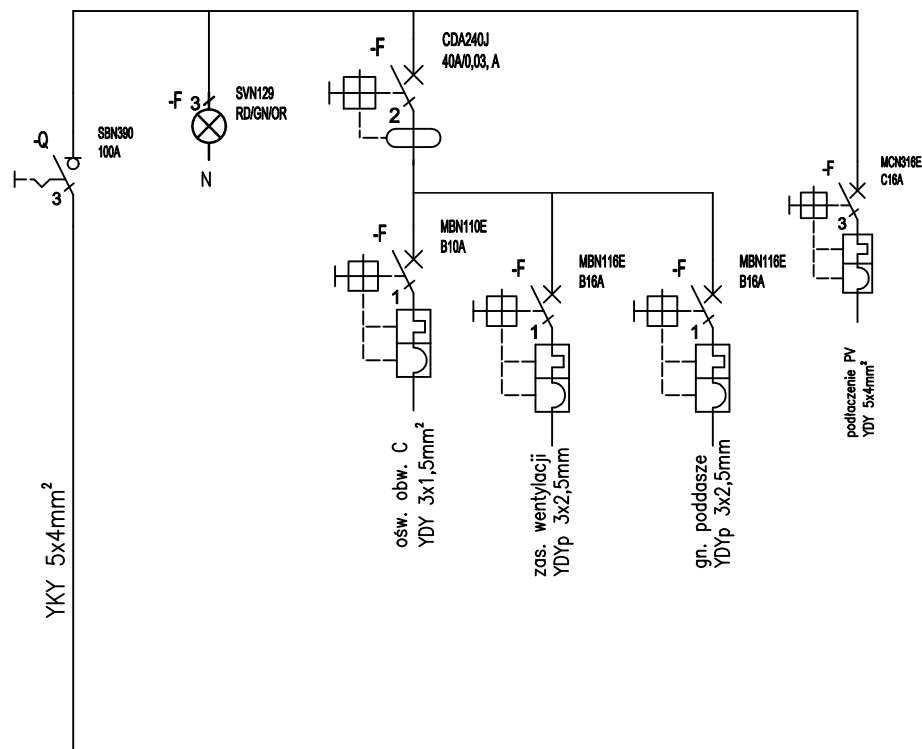 -Q
SBN390
100A
3
YKY 5x4mm²
-F
3
SVN129
RD/GN/OR
N
-F
CDA240J
40A/0,03, A
2
-F
MBN110E
B10A
1
ośw. obw. C
YDY 3x1,5mm²
-F
MBN116E
B16A
1
zas. wentylacji
YDYp 3x2,5mm
-F
MBN116E
B16A
1
gn. poddasze
YDYp 3x2,5mm
-F
MCN316E
C16A
3
podłaczenie PV
YDY 5x4mm²